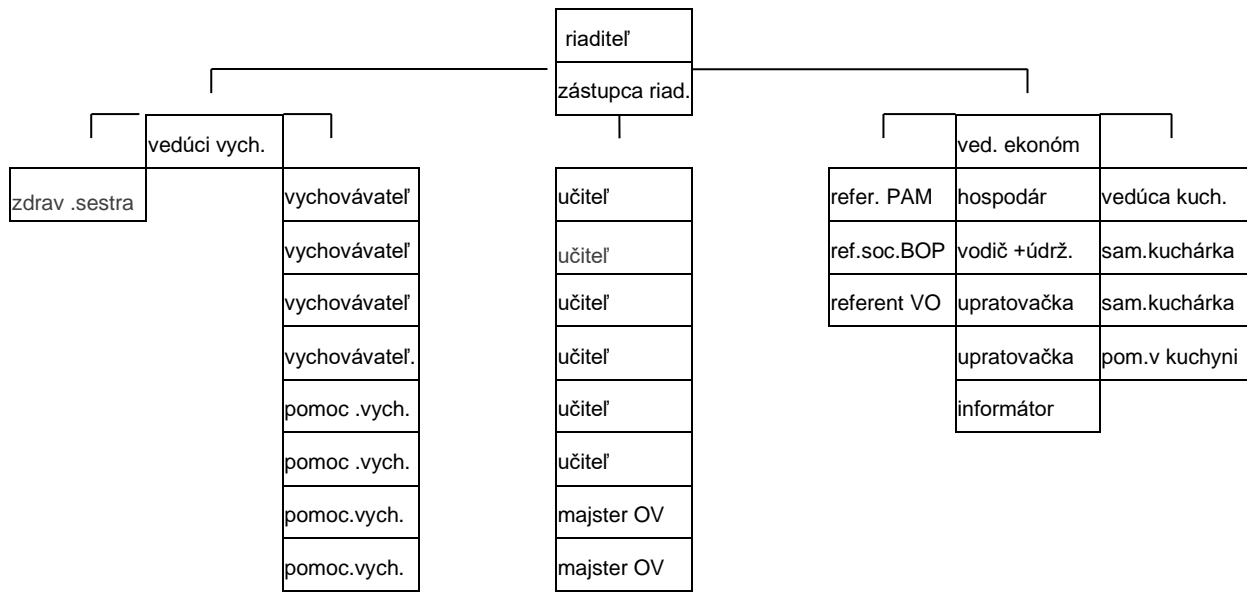 riaditeľ
zástupca riad.
vedúci vych.
ved. ekonóm
zdrav .sestra
vychovávateľ
učiteľ
refer. PAM
hospodár
vedúca kuch.
vychovávateľ
učiteľ
ref.soc.BOP
vodič +údrž.
sam.kuchárka
vychovávateľ
učiteľ
referent VO
upratovačka
sam.kuchárka
vychovávateľ.
učiteľ
upratovačka
pom.v kuchyni
pomoc .vych.
učiteľ
informátor
pomoc .vych.
učiteľ
pomoc.vych.
majster OV
pomoc.vych.
majster OV